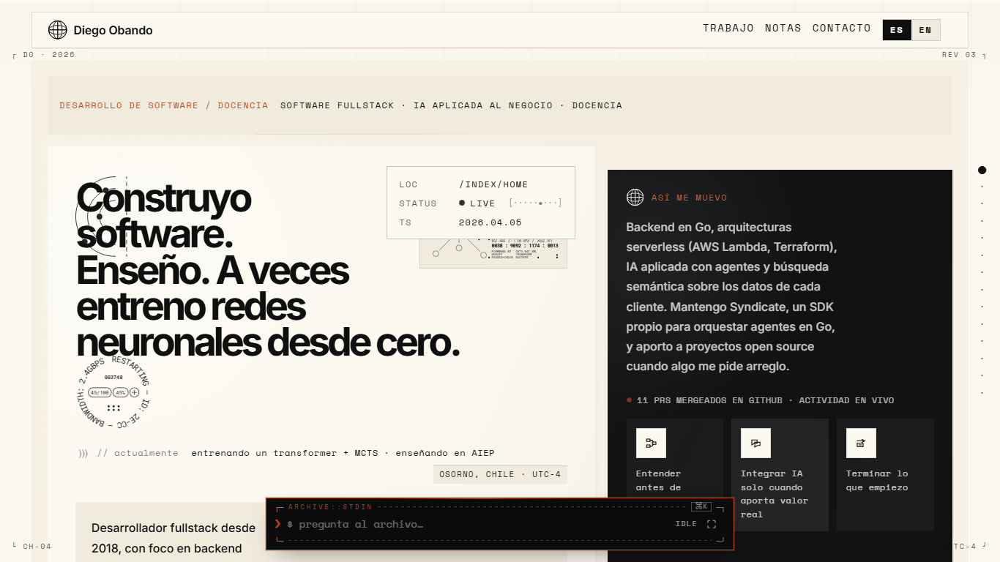 Diego Obando
TRABAJO NOTAS CONTACTO ES EN
DO · 2026
REV 03
DESARROLLO DE SOFTWARE / DOCENCIA SOFTWARE FULLSTACK · IA APLICADA AL NEGOCIO · DOCENCIA
Construyo
software.
Enseño. A veces
entreno redes
neuronales desde cero.
LOC /INDEX/HOME
STATUS ● LIVE [·····●···]
TS 2026.04.05
02.44 / 118.09 / 352.07
0038 : 9092 : 1174 : 0013
RESTARTING — ID: 2E-CC — BANDWIDTH: 2.4GBPS
003748
45/100 45% +
⟩⟩⟩ // actualmente entrenando un transformer + MCTS · enseñando en AIEP
OSORNO, CHILE · UTC-4
Desarrollador fullstack desde
2018, con foco en backend
ASÍ ME MUEVO
Backend en Go, arquitecturas
serverless (AWS Lambda, Terraform),
IA aplicada con agentes y búsqueda
semántica sobre los datos de cada
cliente. Mantengo Syndicate, un SDK
propio para orquestar agentes en Go,
y aporto a proyectos open source
cuando algo me pide arreglo.
11 PRS MERGEADOS EN GITHUB · ACTIVIDAD EN VIVO
Entender
antes de
Integrar IA
solo cuando
aporta valor
real
Terminar lo
que empiezo
ARCHIVE::STDIN ⌘K
❯ $ pregunta al archivo… IDLE
CH-04
TC-4